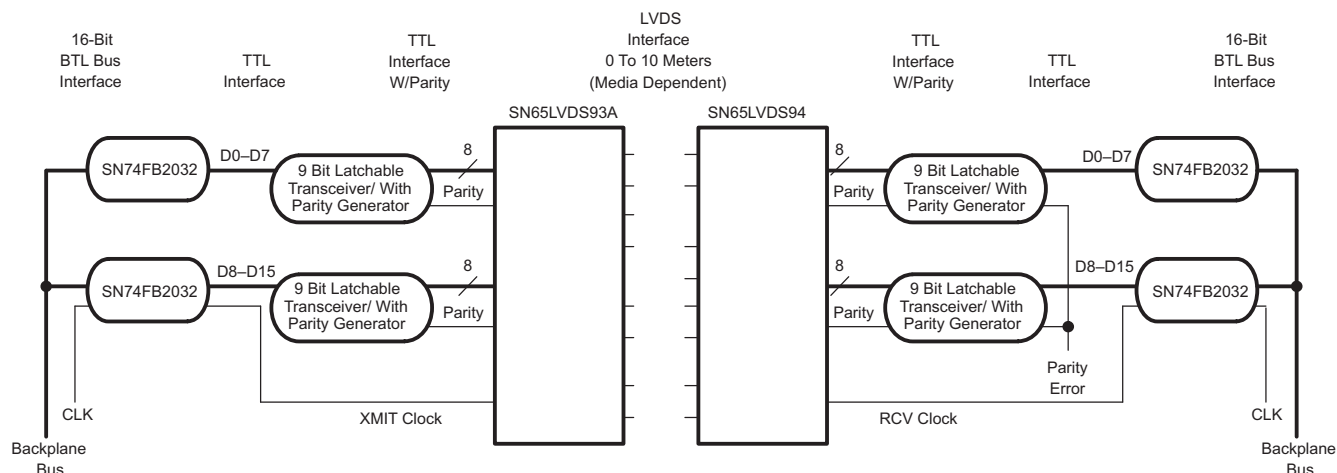 16-Bit
BTL Bus
Interface
TTL
Interface
TTL
Interface
W/Parity
LVDS
Interface
0 To 10 Meters
(Media Dependent)
TTL
Interface
W/Parity
TTL
Interface
16-Bit
BTL Bus
Interface
SN65LVDS93A
SN65LVDS94
SN74FB2032
D0–D7
9 Bit Latchable
Transceiver/ With
Parity Generator
8
Parity
8
Parity
9 Bit Latchable
Transceiver/ With
Parity Generator
D0–D7
SN74FB2032
SN74FB2032
D8–D15
9 Bit Latchable
Transceiver/ With
Parity Generator
8
Parity
8
Parity
9 Bit Latchable
Transceiver/ With
Parity Generator
D8–D15
SN74FB2032
Parity
Error
CLK
XMIT Clock
RCV Clock
CLK
Backplane
Bus
Backplane
Bus